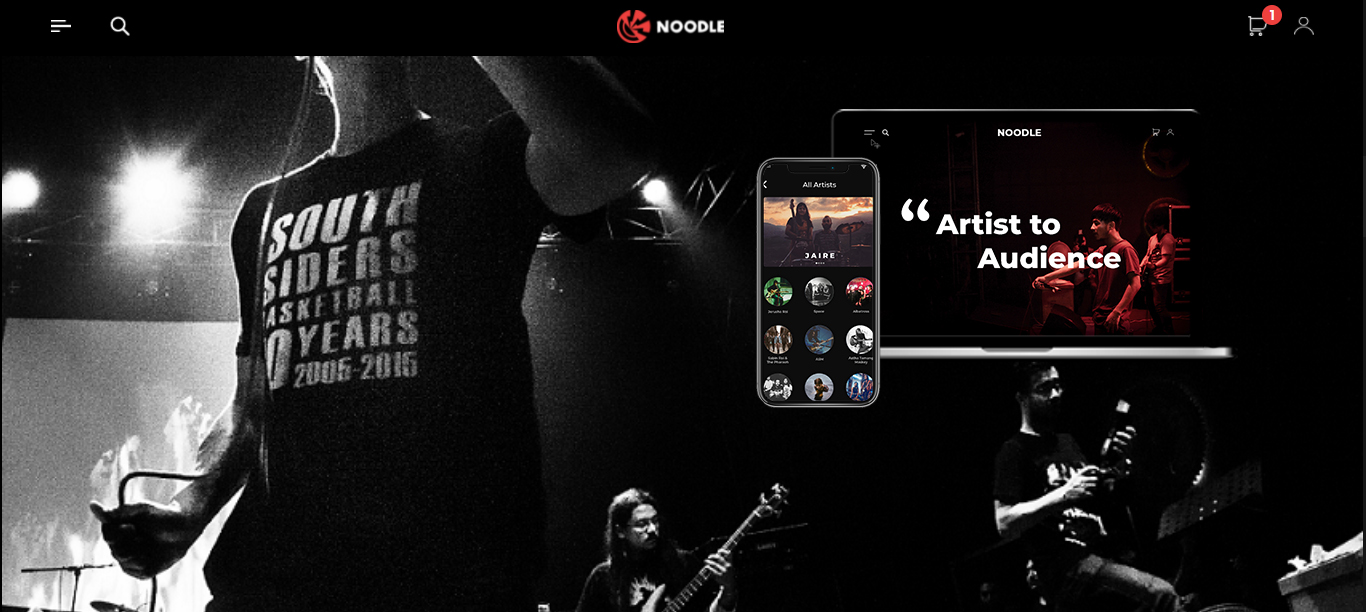 NOODLE
1
SOUTH
SIDERS
ASKETBALL
0 YEARS
2005-2015
NOODLE
“ Artist to
Audience
All Artists
JAIRE
Space
Albatross